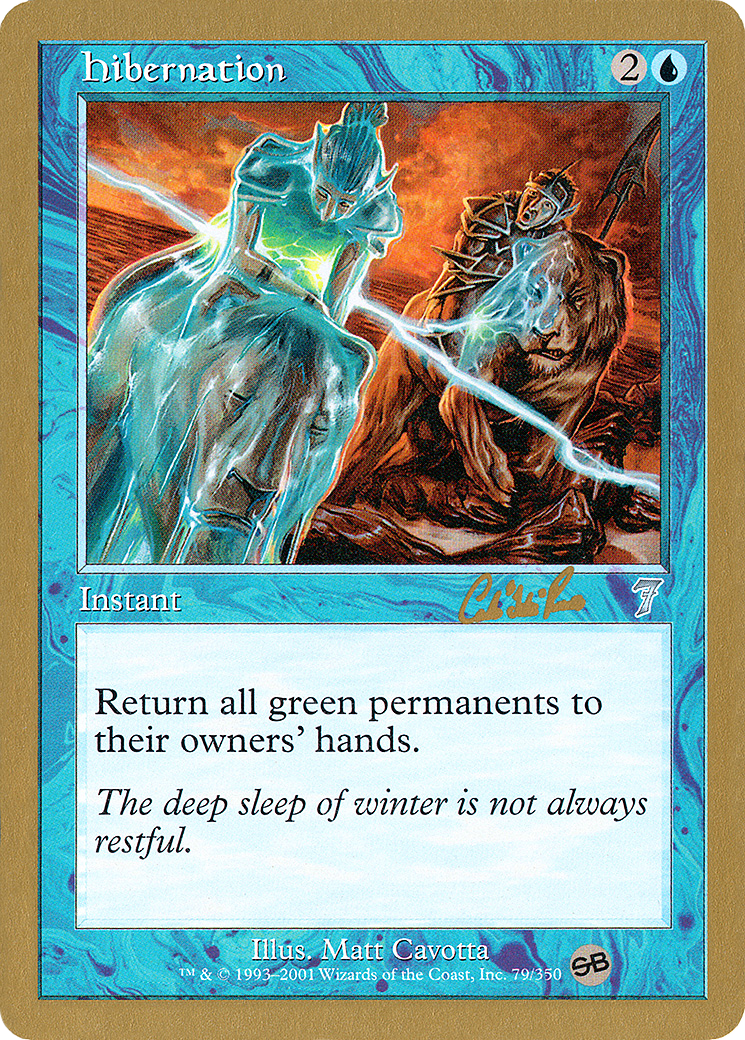 Hibernation 2
Instant 7
Return all green permanents to
their owners’ hands.
The deep sleep of winter is not always
restful.
Illus. Matt Cavotta
™ & © 1993–2001 Wizards of the Coast, Inc. 79/350 SB